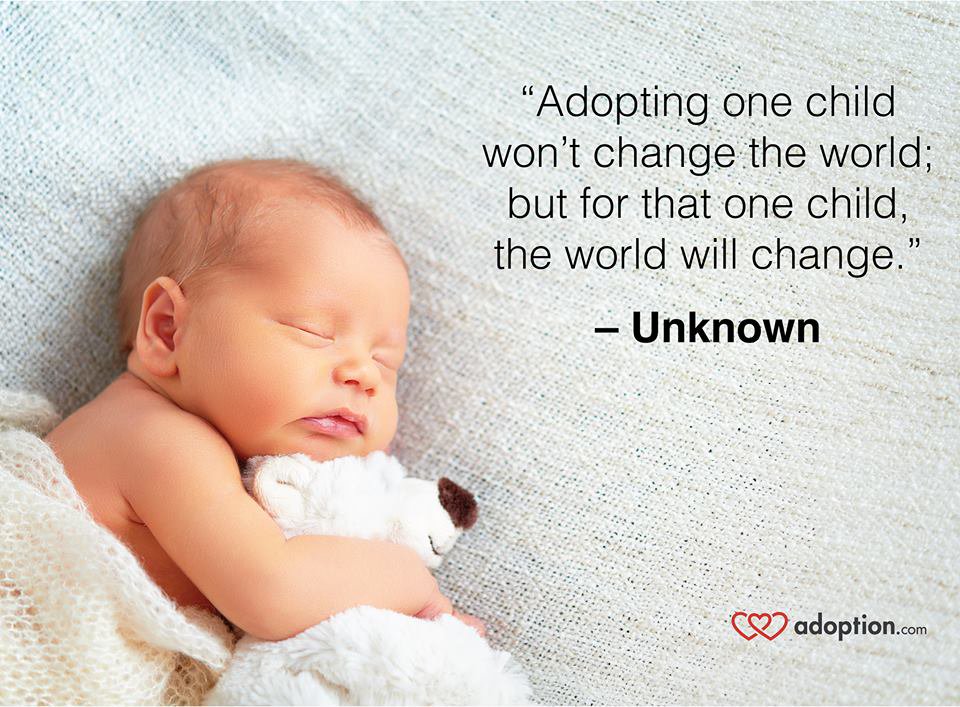 “Adopting one child
won’t change the world;
but for that one child,
the world will change.”
– Unknown
adoption.com